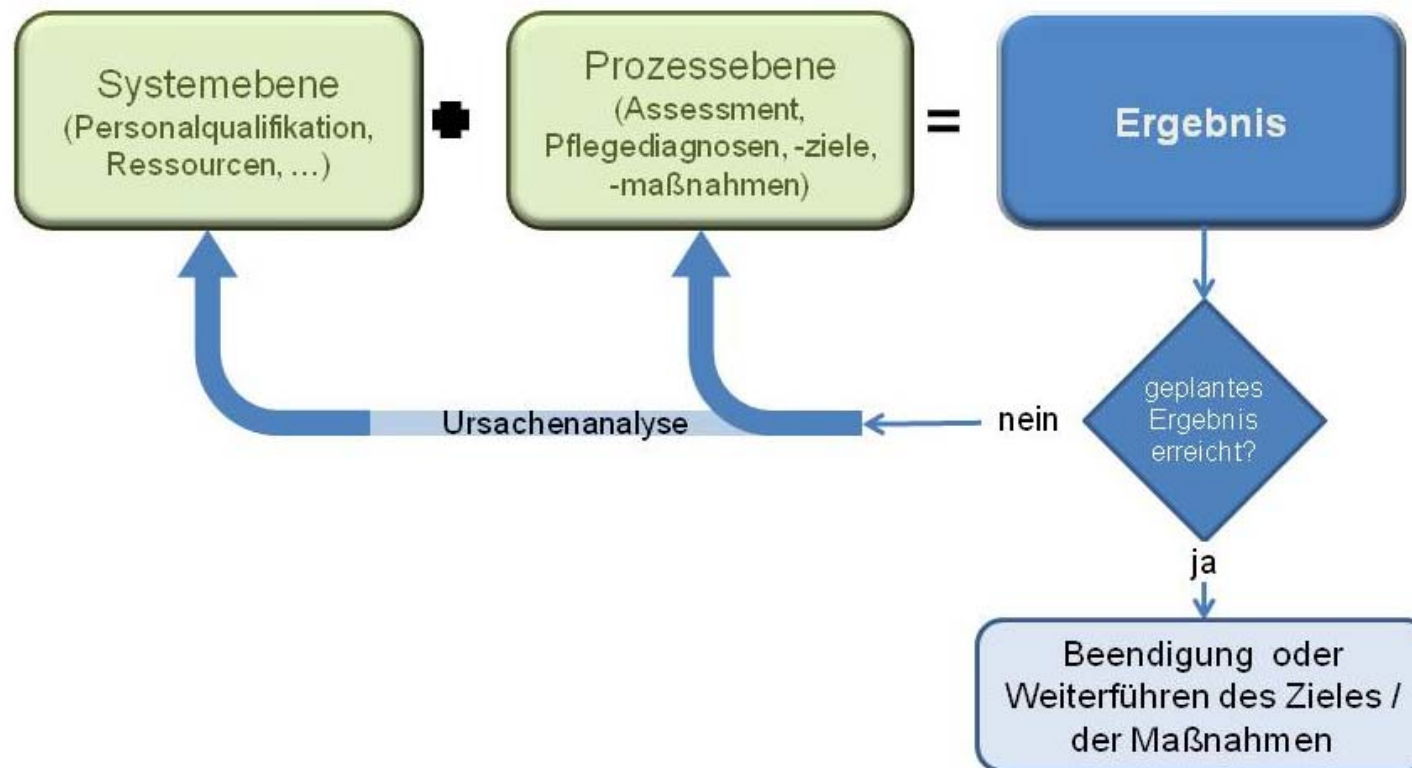 Systemebene
(Personalqualifikation,
Ressourcen, ...)
Prozessebene
(Assessment,
Pflegediagnosen, -ziele,
-maßnahmen)
=
Ergebnis
geplantes
Ergebnis
erreicht?
nein
Ursachenanalyse
ja
Beendigung oder
Weiterführen des Zieles /
der Maßnahmen